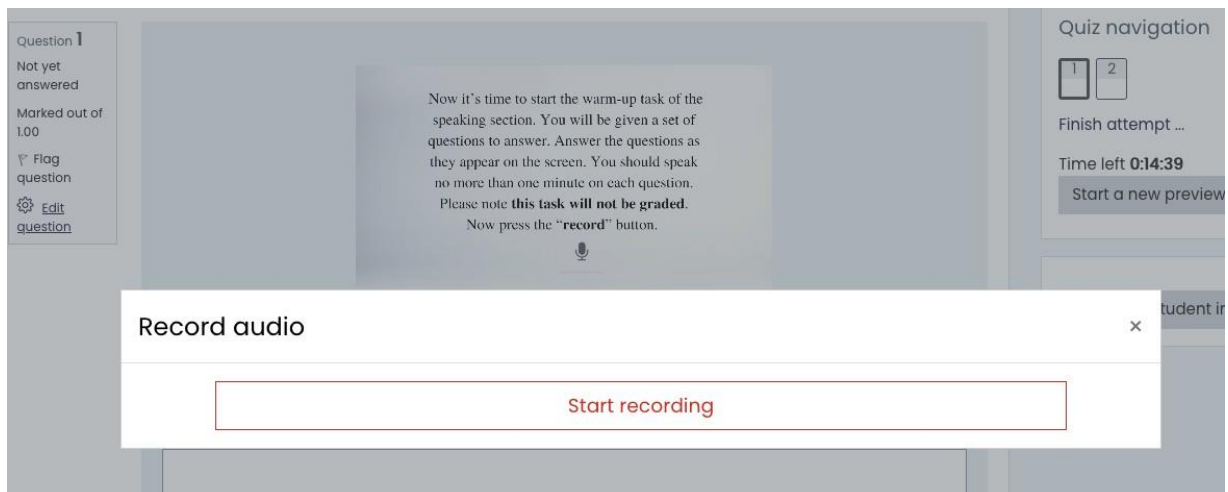 Question 1
Not yet
answered
Marked out of
1.00
Flag
question
Edit
question
Now it's time to start the warm-up task of the
speaking section. You will be given a set of
questions to answer. Answer the questions as
they appear on the screen. You should speak
no more than one minute on each question.
Please note this task will not be graded.
Now press the “record” button.
Quiz navigation
1 2
Finish attempt ...
Time left 0:14:39
Start a new preview
Record audio ×
tudent
Start recording